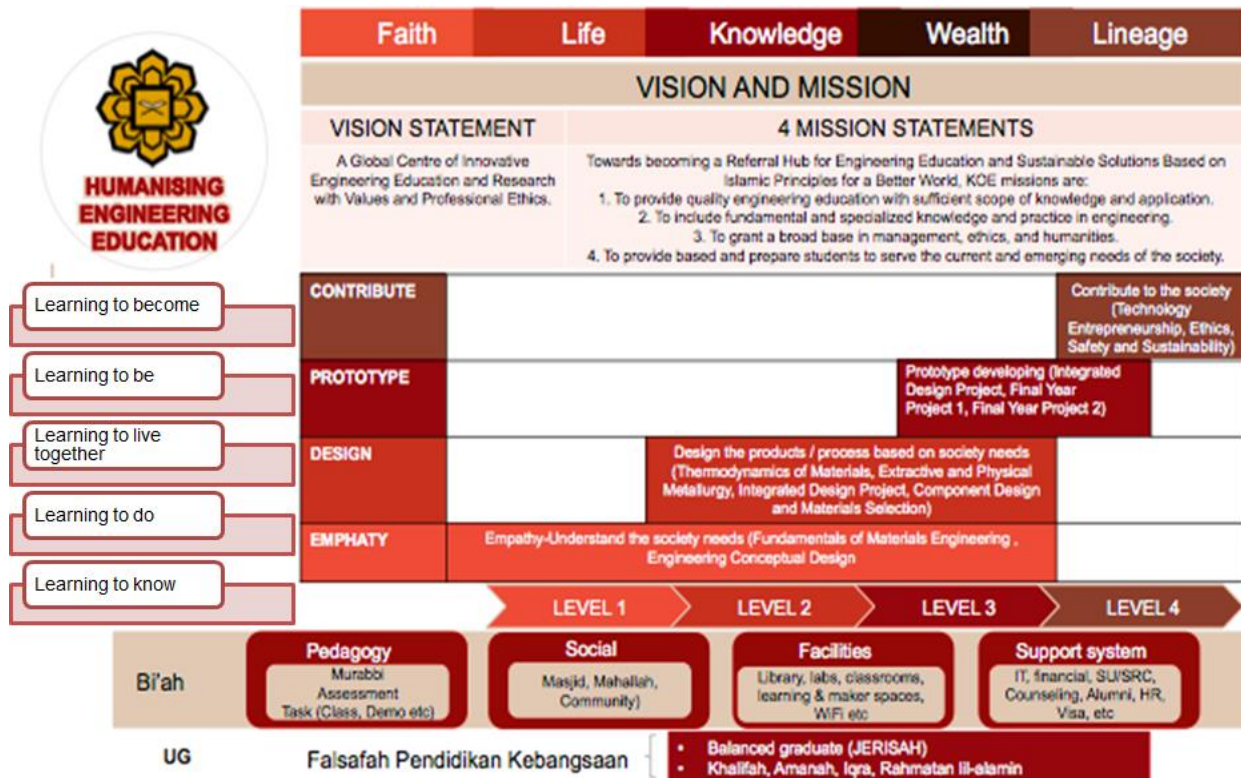 Faith Life Knowledge Wealth Lineage
VISION AND MISSION
VISION STATEMENT
A Global Centre of Innovative
Engineering Education and Research
with Values and Professional Ethics.
4 MISSION STATEMENTS
Towards becoming a Referral Hub for Engineering Education and Sustainable Solutions Based on
Islamic Principles for a Better World, KOE missions are:
1. To provide quality engineering education with sufficient scope of knowledge and application.
2. To include fundamental and specialized knowledge and practice in engineering.
3. To grant a broad base in management, ethics, and humanities.
4. To provide based and prepare students to serve the current and emerging needs of the society.
HUMANISING
ENGINEERING
EDUCATION
Learning to become
Learning to be
Learning to live
together
Learning to do
Learning to know
CONTRIBUTE
Contribute to the society
(Technology
Entrepreneurship, Ethics,
Safety and Sustainability)
PROTOTYPE
Prototype developing (Integrated
Design Project, Final Year
Project 1, Final Year Project 2)
DESIGN
Design the products / process based on society needs
(Thermodynamics of Materials, Extractive and Physical
Metallurgy, Integrated Design Project, Component Design
and Materials Selection)
EMPHATY
Empathy-Understand the society needs (Fundamentals of Materials Engineering ,
Engineering Conceptual Design
LEVEL 1 LEVEL 2 LEVEL 3 LEVEL 4
Bi'ah
Pedagogy
Murabbi
Assessment
Task (Class, Demo etc)
Social
Masjid, Mahallah,
Community)
Facilities
Library, labs, classrooms,
learning & maker spaces,
WiFi etc
Support system
IT, financial, SU/SRC,
Counseling, Alumni, HR,
Visa, etc
UG
Falsafah Pendidikan Kebangsaan
• Balanced graduate (JERISAH)
• Khalifah, Amanah, Iqra, Rahmatan lil-alamin